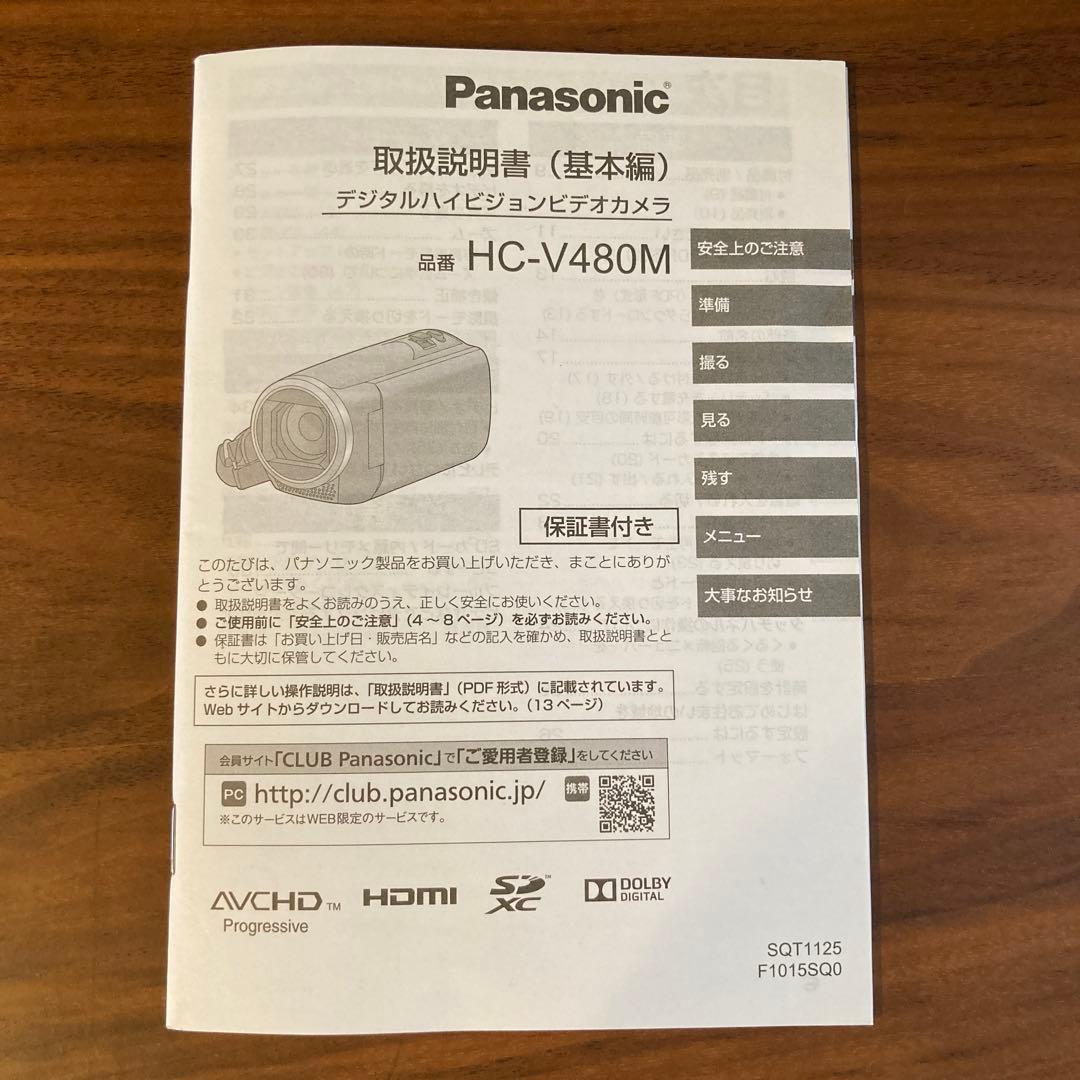 Panasonic®
取扱説明書（基本編）
デジタルハイビジョンビデオカメラ
品番 HC-V480M
安全上のご注意
準備
撮る
見る
残す
メニュー
大事なお知らせ
保証書付き
このたびは、パナソニック製品をお買い上げいただき、まことにありが
とうございます。
● 取扱説明書をよくお読みのうえ、正しく安全にお使いください。
● ご使用前に「安全上のご注意」（4～8ページ）を必ずお読みください。
● 保証書は「お買い上げ日・販売店名」などの記入を確かめ、取扱説明書とと
もに大切に保管してください。
さらに詳しい操作説明は、「取扱説明書」（PDF形式）に記載されています。
Webサイトからダウンロードしてお読みください。（13ページ）
会員サイト「CLUB Panasonic」で「ご愛用者登録」をしてください
PC http://club.panasonic.jp/ 携帯
※このサービスはWEB限定のサービスです。
AVCHD™
Progressive
HDMI
SDXC™
DOLBY
DIGITAL
SQT1125
F1015SQ0